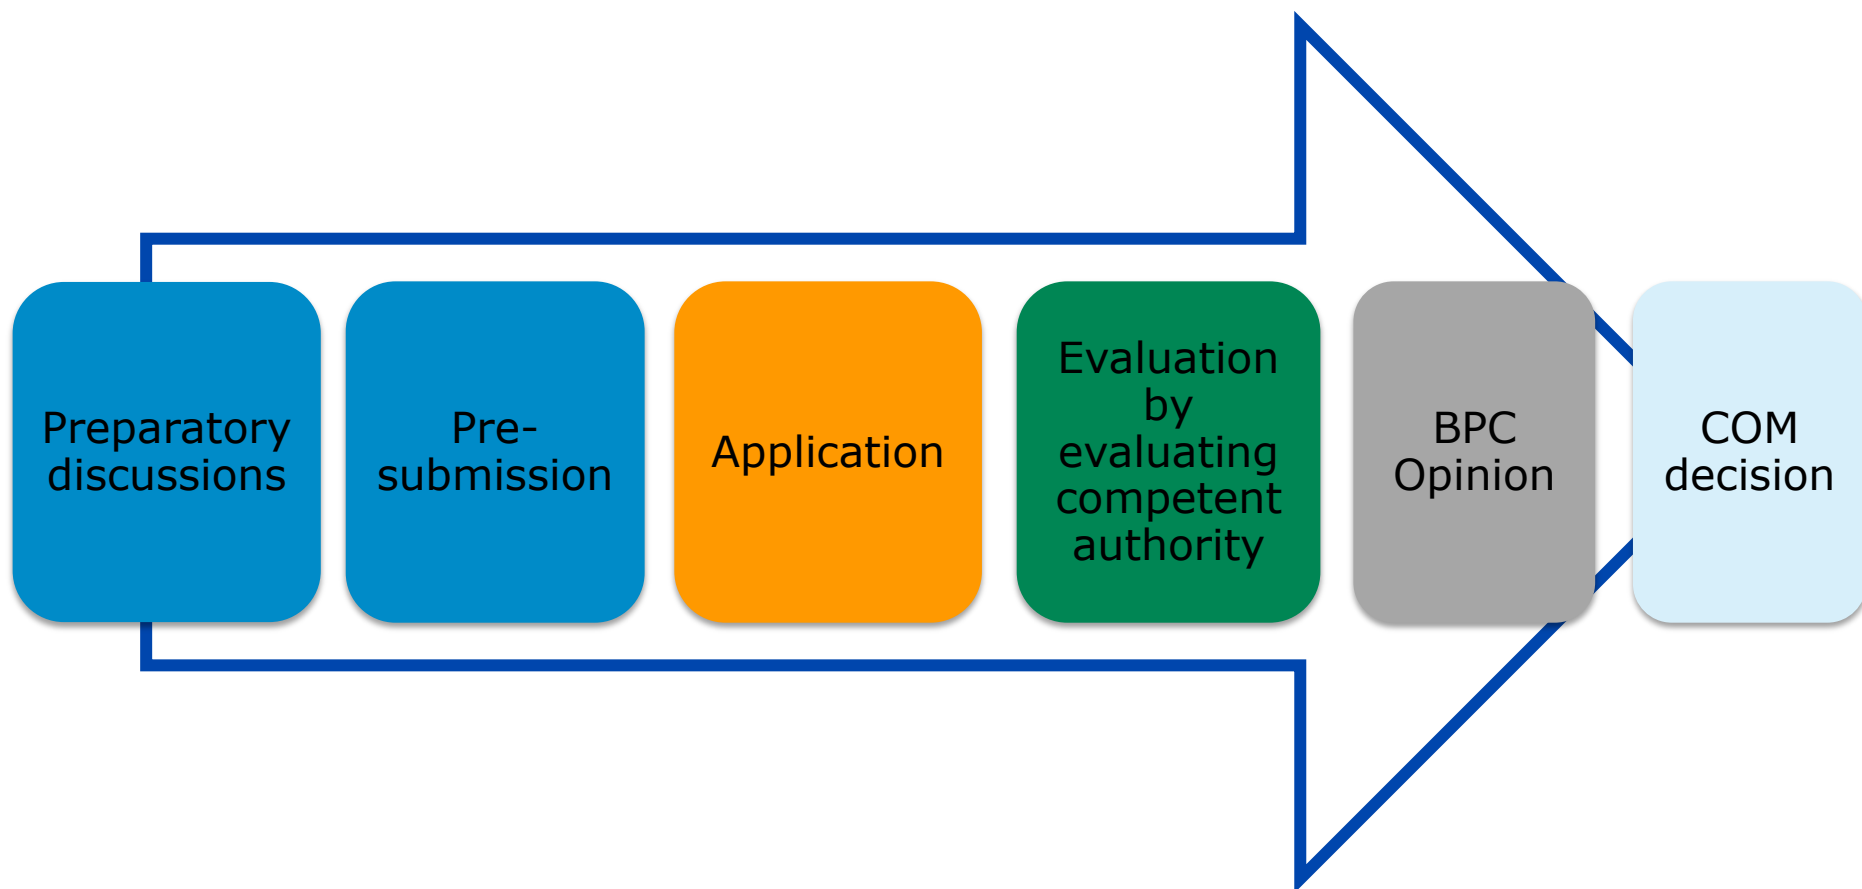 Preparatory
discussions
Pre-
submission
Application
Evaluation
by
evaluating
competent
authority
BPC
Opinion
COM
decision